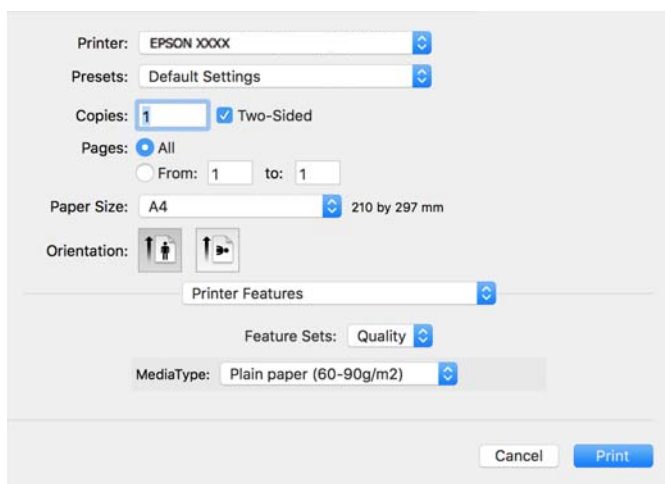 Printer: EPSON XXXX
Presets: Default Settings
Copies: 1 Two-Sided
Pages: All
From: 1 to: 1
Paper Size: A4 210 by 297 mm
Orientation:
Printer Features
Feature Sets: Quality
MediaType: Plain paper (60-90g/m2)
Cancel Print